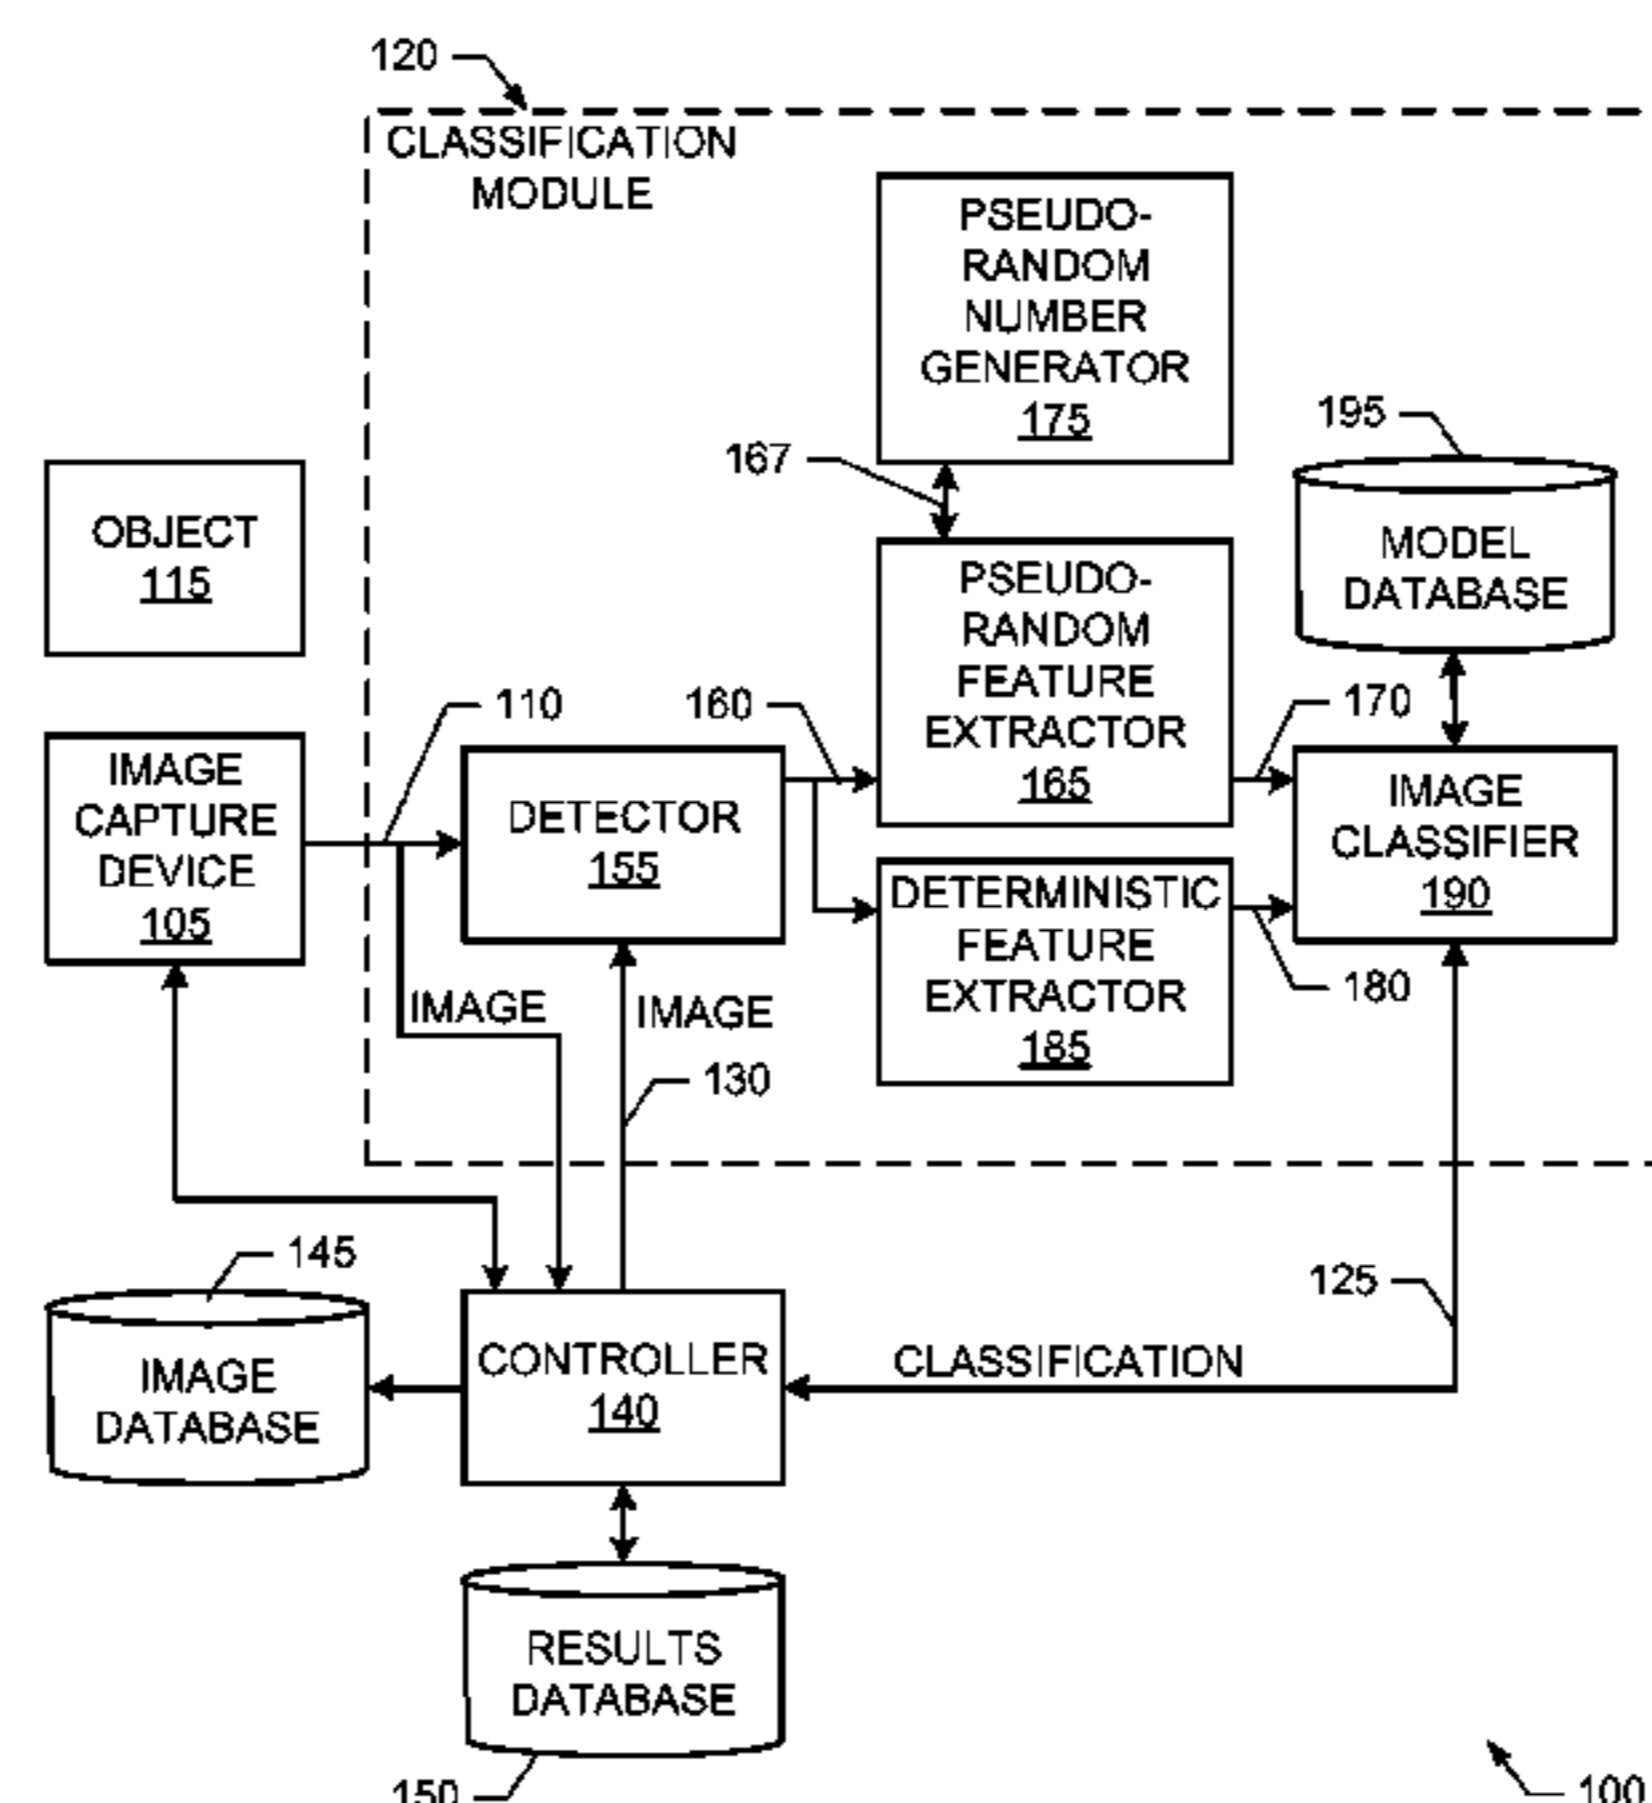 120
CLASSIFICATION
MODULE
PSEUDO-
RANDOM
NUMBER
GENERATOR
175
195
167
OBJECT
115
MODEL
DATABASE
PSEUDO-
RANDOM
FEATURE
EXTRACTOR
165
110
160
170
IMAGE
CAPTURE
DEVICE
105
DETECTOR
155
IMAGE
CLASSIFIER
190
DETERMINISTIC
FEATURE
EXTRACTOR
185
180
IMAGE
IMAGE
130
145
125
IMAGE
DATABASE
CONTROLLER
140
CLASSIFICATION
RESULTS
DATABASE
150
100